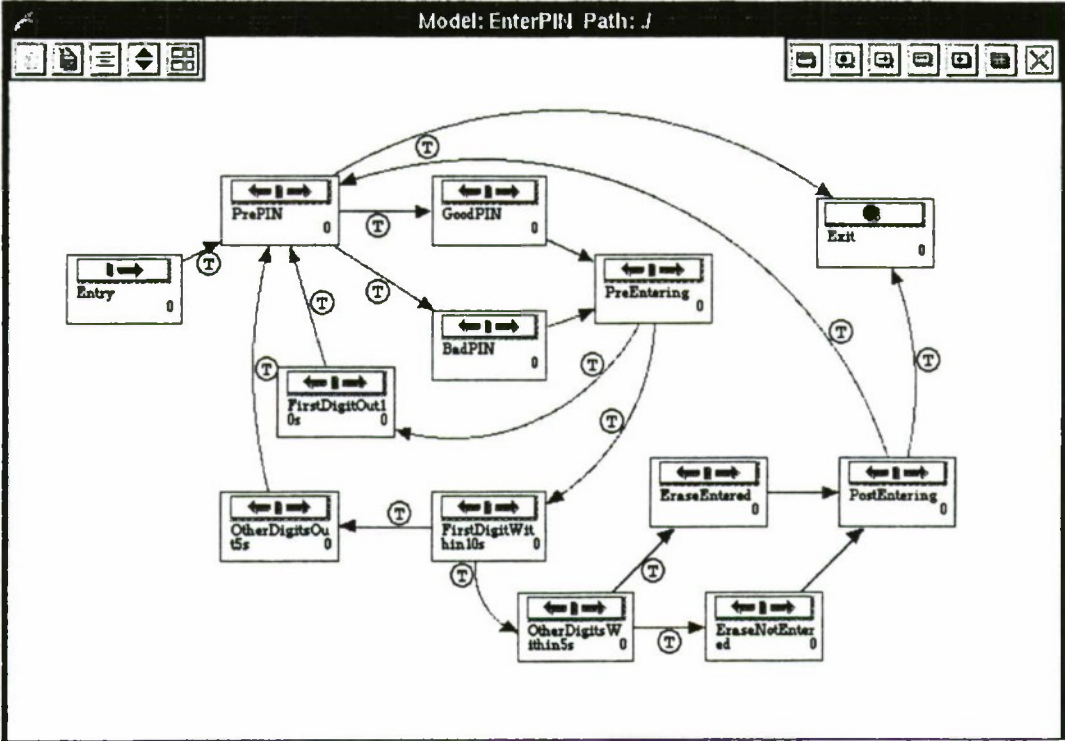 Model: EnterPIN Path: ./
T
PrePIN
0
T
GoodPIN
0
Exit
0
Entry
0
T
T
PreEntering
0
T
BadPIN
0
T
T
T
T
FirstDigitOut1
0s 0
T
T
EraseEntered
0
PostEntering
0
OtherDigitsOu
t5s 0
T
FirstDigitWit
hin10s 0
T
T
OtherDigitsW
ithin5s 0
T
EraseNotEnter
ed 0